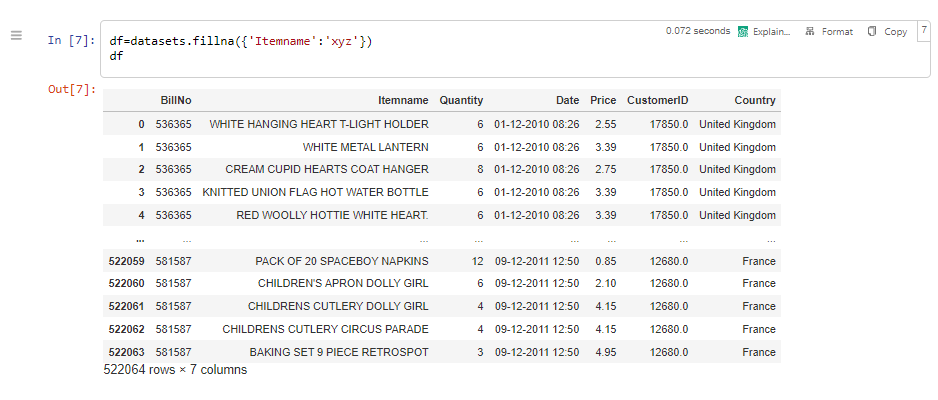 0.072 seconds Explain... Format Copy 7
In [7]: df=datasets.fillna({'Itemname':'xyz'})
df
Out[7]:
BillNo Itemname Quantity Date Price CustomerID Country
0 536365 WHITE HANGING HEART T-LIGHT HOLDER 6 01-12-2010 08:26 2.55 17850.0 United Kingdom
1 536365 WHITE METAL LANTERN 6 01-12-2010 08:26 3.39 17850.0 United Kingdom
2 536365 CREAM CUPID HEARTS COAT HANGER 8 01-12-2010 08:26 2.75 17850.0 United Kingdom
3 536365 KNITTED UNION FLAG HOT WATER BOTTLE 6 01-12-2010 08:26 3.39 17850.0 United Kingdom
4 536365 RED WOOLLY HOTTIE WHITE HEART. 6 01-12-2010 08:26 3.39 17850.0 United Kingdom
... ... ... ... ... ... ... ...
522059 581587 PACK OF 20 SPACEBOY NAPKINS 12 09-12-2011 12:50 0.85 12680.0 France
522060 581587 CHILDREN'S APRON DOLLY GIRL 6 09-12-2011 12:50 2.10 12680.0 France
522061 581587 CHILDRENS CUTLERY DOLLY GIRL 4 09-12-2011 12:50 4.15 12680.0 France
522062 581587 CHILDRENS CUTLERY CIRCUS PARADE 4 09-12-2011 12:50 4.15 12680.0 France
522063 581587 BAKING SET 9 PIECE RETROSPOT 3 09-12-2011 12:50 4.95 12680.0 France
522064 rows × 7 columns